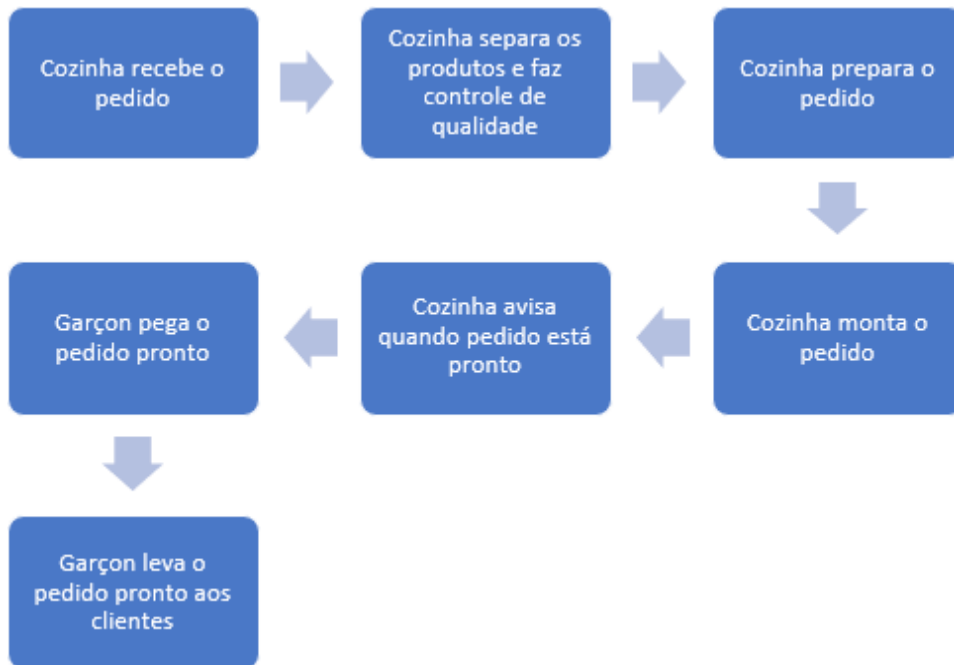 Cozinha recebe o
pedido
Cozinha separa os
produtos e faz
controle de
qualidade
Cozinha prepara o
pedido
Cozinha monta o
pedido
Cozinha avisa
quando pedido está
pronto
Garçon pega o
pedido pronto
Garçon leva o
pedido pronto aos
clientes